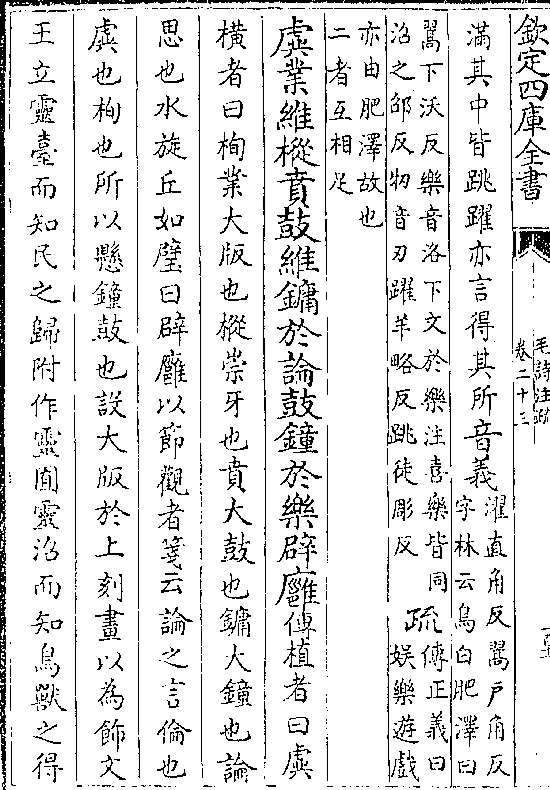 欽定四庫全書
毛詩注疏
卷二十三
滿其中皆跳躍亦言得其所音義
濯直角反翯戶角反
字林云鳥白肥澤曰
翯下沃反樂音洛下文於樂注喜樂皆同
沼之邵反物音刃躍羊略反跳徒彫反
疏
傳正義曰
娛樂遊戲
亦由肥澤故也
二者互相足
虡業維樅賁鼓維鏞於論鼓鐘於樂辟廱傳植者曰虡
橫者曰栒業大版也樅崇牙也賁大鼓也鏞大鐘也論
思也水旋丘如璧曰辟廱以節觀者箋云論之言倫也
虡也栒也所以懸鐘鼓也設大版於上刻畫以為飾文
王立靈臺而知民之歸附作靈囿靈沼而知鳥獸之得